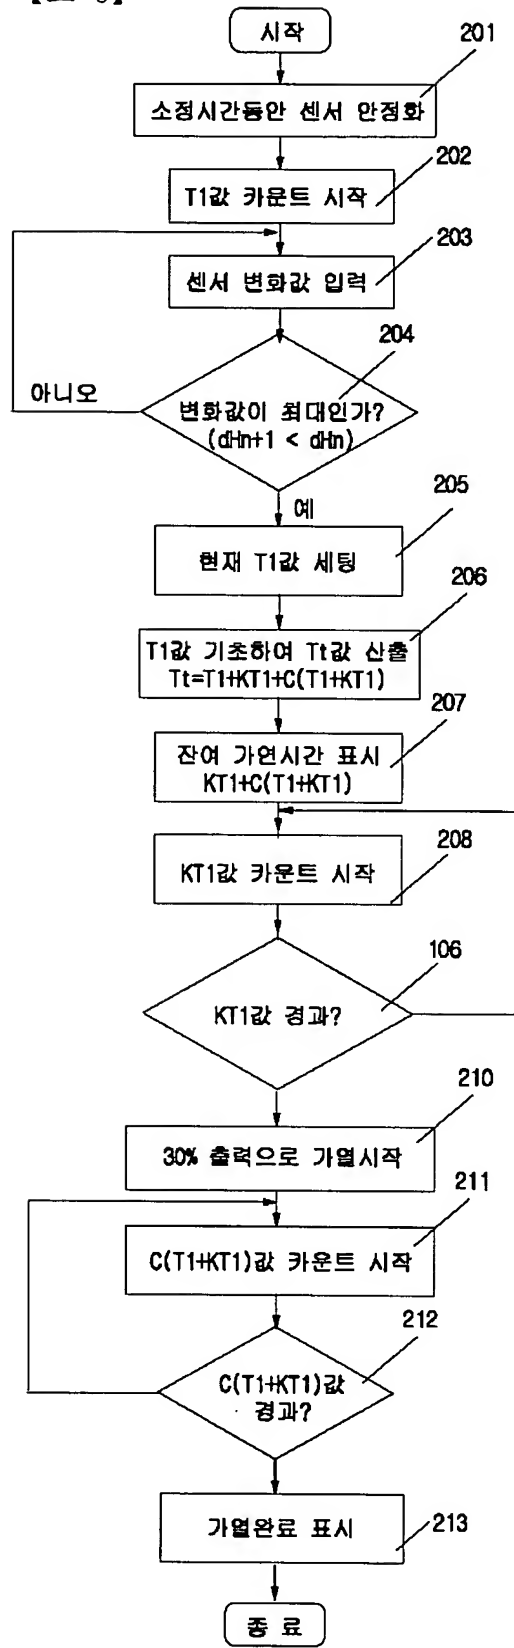 시작
201
소정시간동안 센서 안정화
202
T1값 카운트 시작
203
센서 변화값 입력
204
변화값이 최대인가?
(dHn+1 < dHn)
아니오
예
205
현재 T1값 세팅
206
T1값 기초하여 Tt값 산출
Tt=T1+KT1+C(T1+KT1)
207
잔여 가연시간 표시
KT1+C(T1+KT1)
208
KT1값 카운트 시작
106
KT1값 경과?
210
30% 출력으로 가열시작
211
C(T1+KT1)값 카운트 시작
212
C(T1+KT1)값
경과?
213
가열완료 표시
종 료